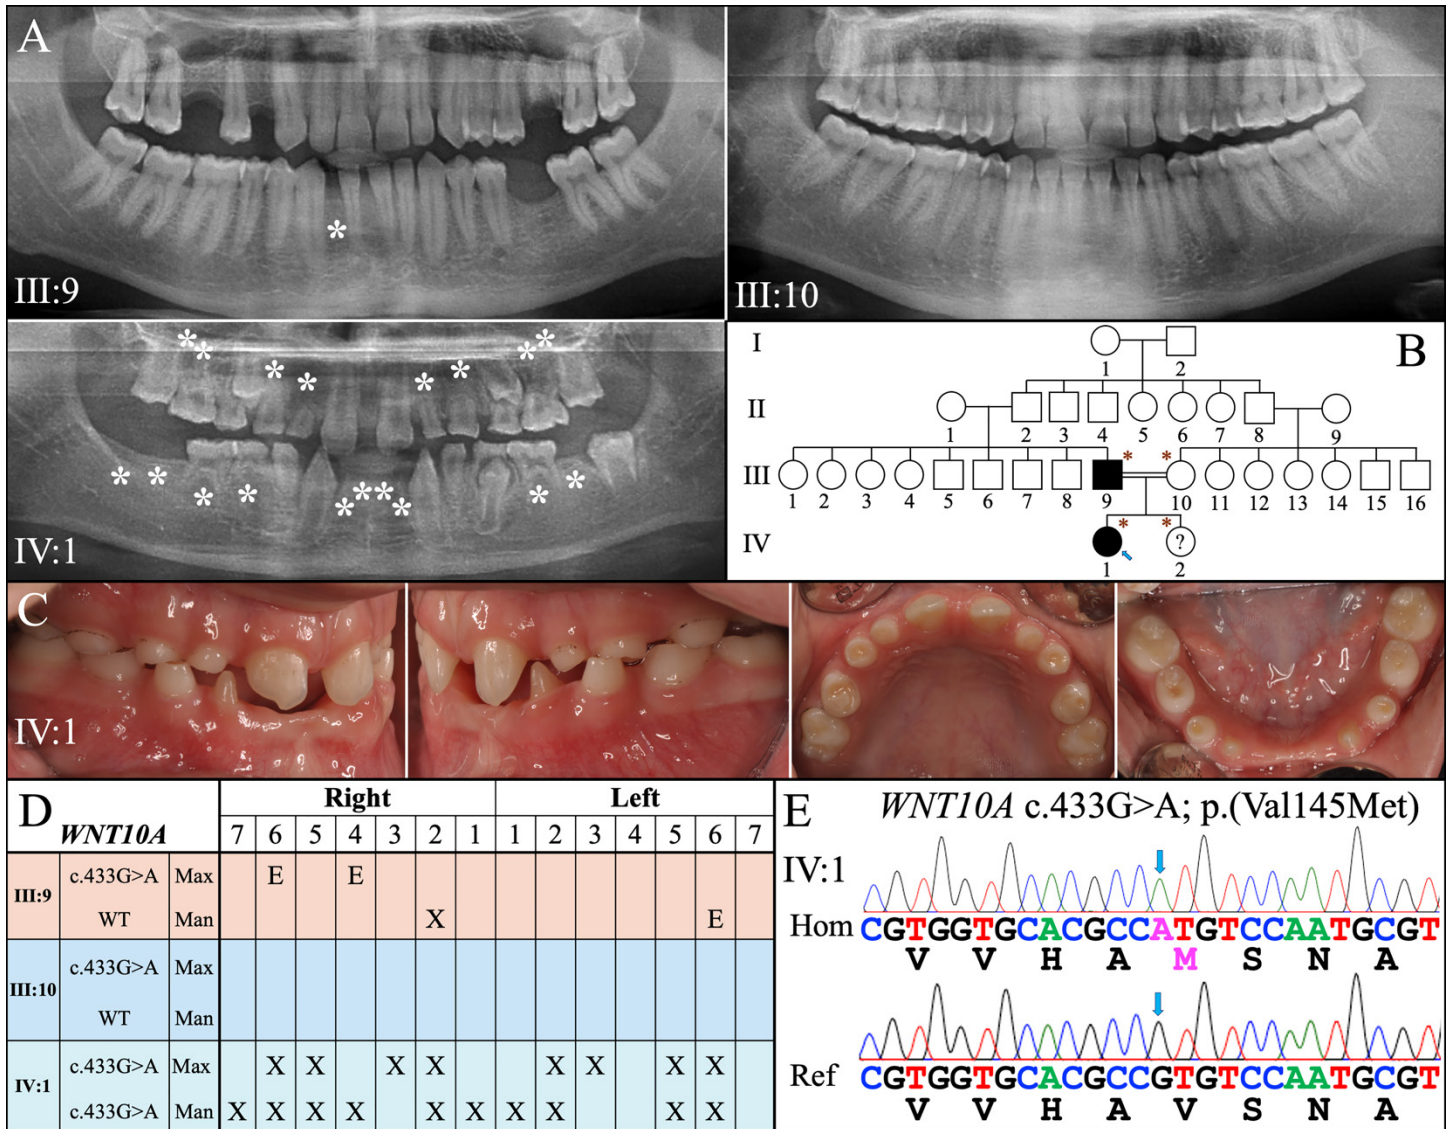 A
III:9
*
III:10
* * * * * * * *
* * * * * * * * * *
IV:1
B
I
1 2
II
1 2 3 4 5 6 7 8 9
* *
III
1 2 3 4 5 6 7 8 9 10 11 12 13 14 15 16
* *
IV
?
1 2
C
IV:1
D
WNT10A
Right Left
7 6 5 4 3 2 1 1 2 3 4 5 6 7
III:9
c.433G>A Max E E
WT Man X E
III:10
c.433G>A Max
WT Man
IV:1
c.433G>A Max X X X X X X X X
c.433G>A Man X X X X X X X X X X
E
WNT10A c.433G>A; p.(Val145Met)
IV:1
Hom CGTGGTGCACGCCATGTCCAATGCGT
V V H A M S N A
Ref CGTGGTGCACGCCGTGTCCAATGCGT
V V H A V S N A